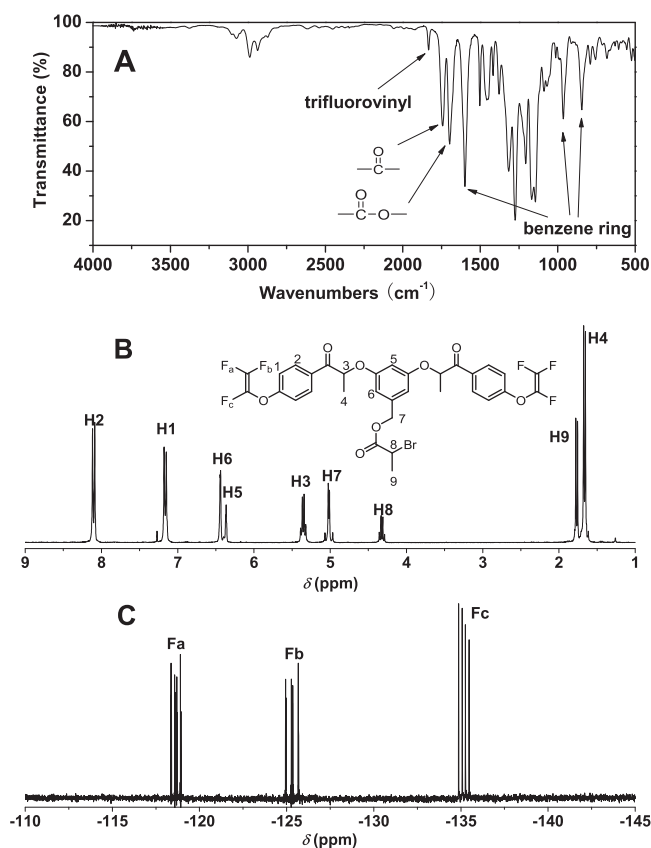 100
80
60
40
20
Transmittance (%)
A
trifluorovinyl
O
C
O
C O
benzene ring
4000 3500 3000 2500 2000 1500 1000 500
Wavenumbers (cm-1)
B
H2
H1
H6
H5
H3
H7
H8
H9
H4
O O
Fa Fb 1 2 3 O 5 O F F
4 6
Fc O 7 O F
O
O 8 Br
9
9 8 7 6 5 4 3 2 1
δ (ppm)
C
Fa
Fb
Fc
-110 -115 -120 -125 -130 -135 -140 -145
δ (ppm)